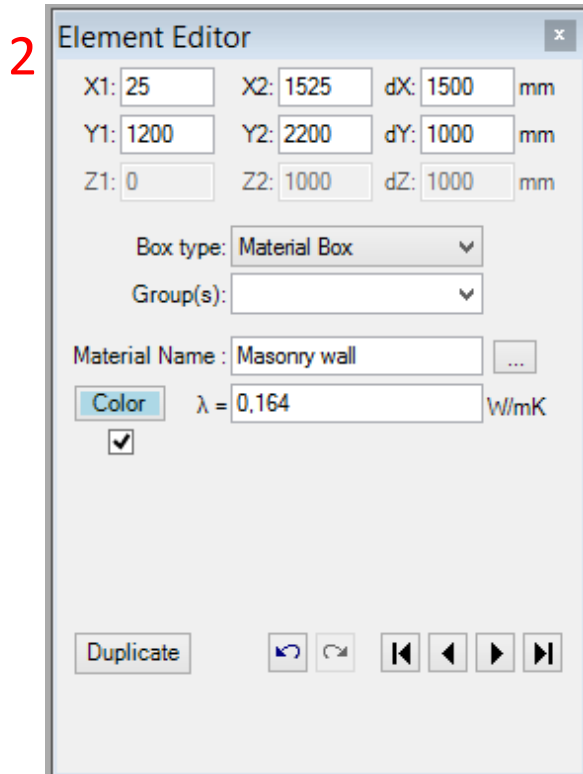 2
Element Editor x
X1: 25 X2: 1525 dX: 1500 mm
Y1: 1200 Y2: 2200 dY: 1000 mm
Z1: 0 Z2: 1000 dZ: 1000 mm
Box type: Material Box
Group(s):
Material Name : Masonry wall ...
Color λ = 0,164 W/mK
Duplicate